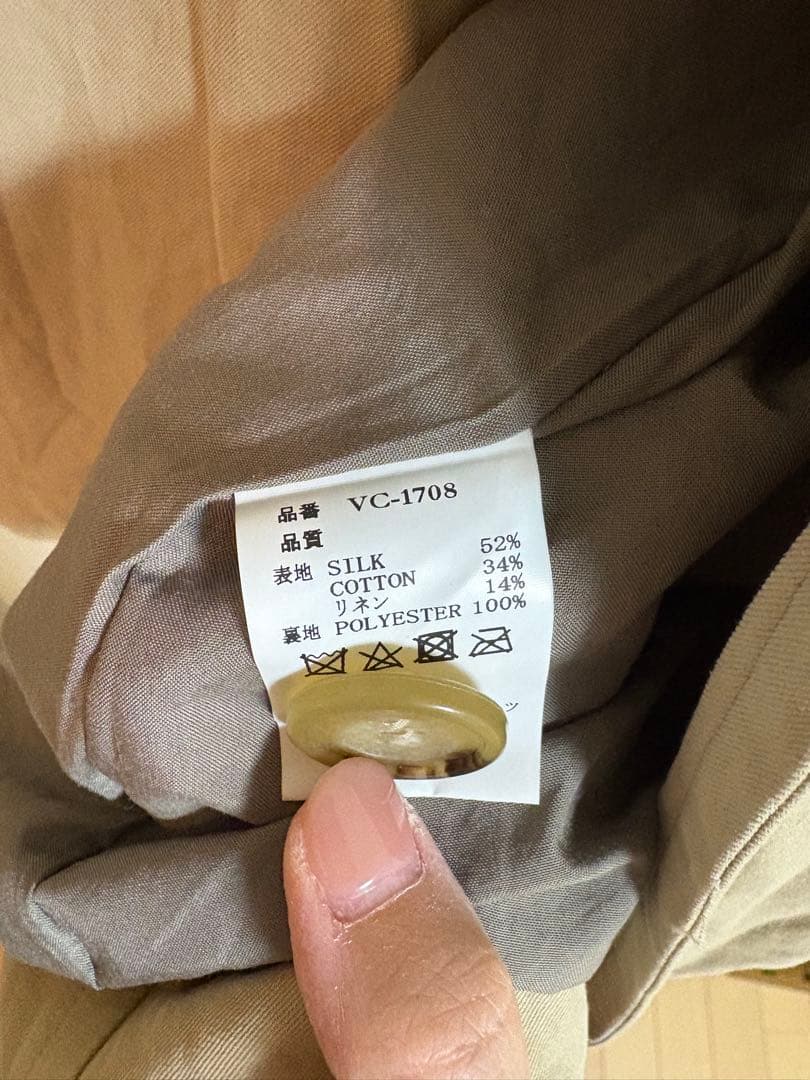 品番 VC-1708
品質
表地 SILK 52%
COTTON 34%
リネン 14%
裏地 POLYESTER 100%
ツ